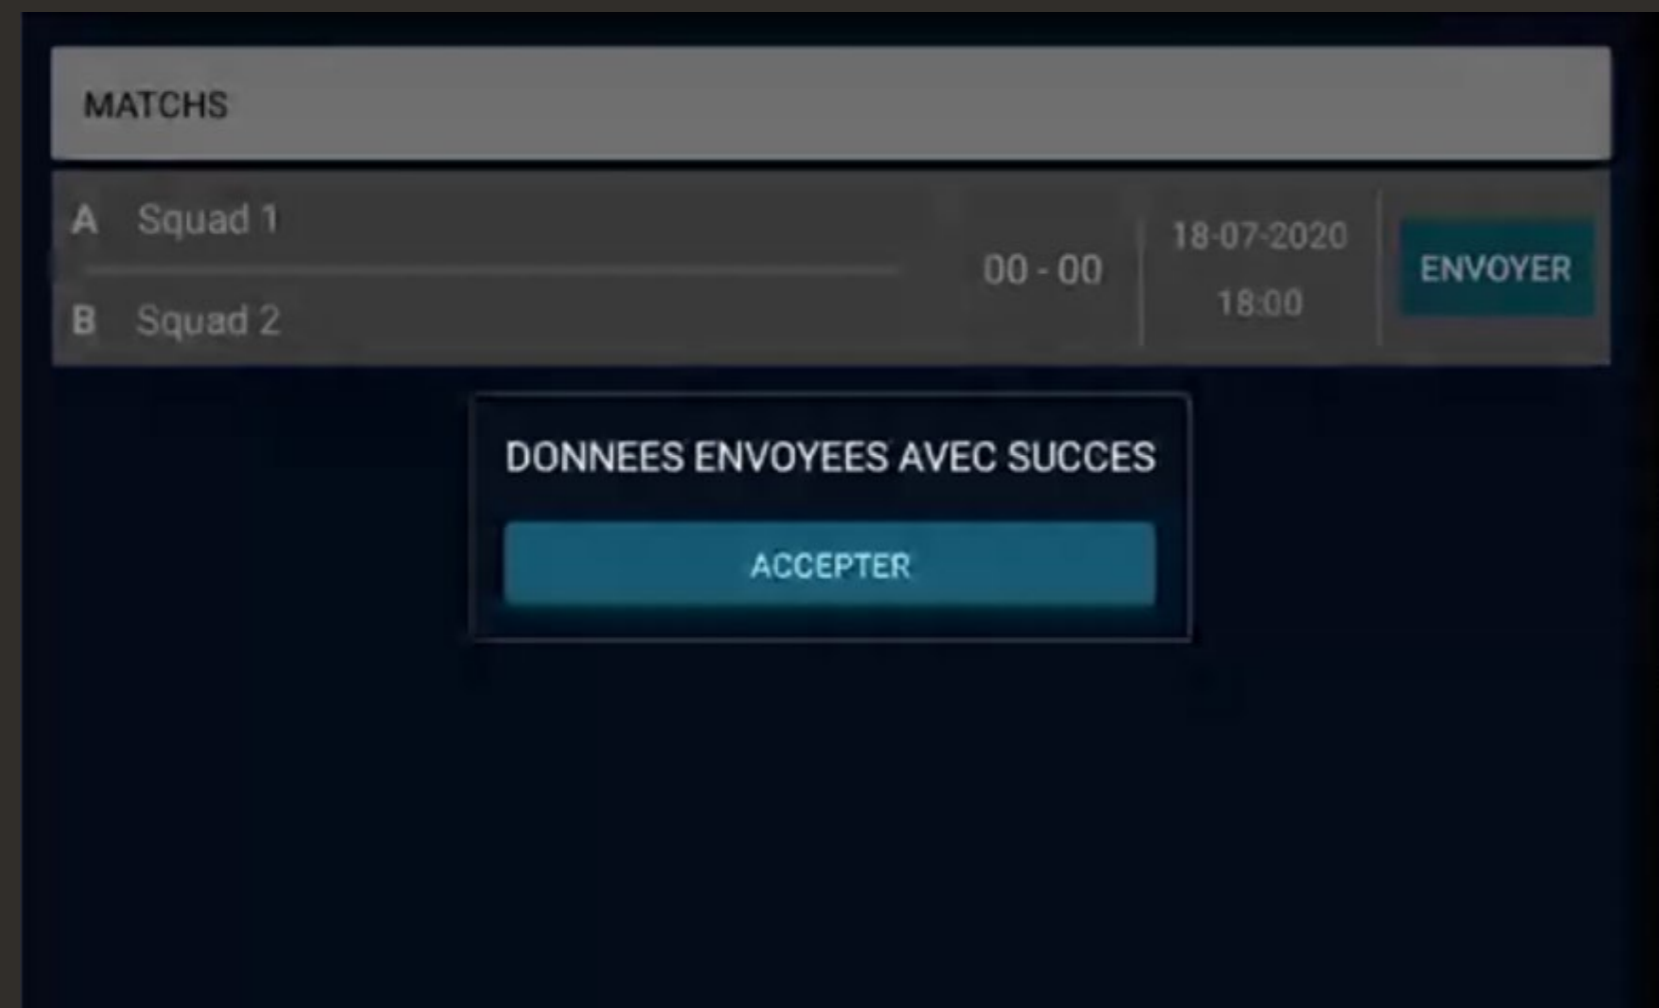 MATCHS
A Squad 1
B Squad 2
00 - 00
18-07-2020
18:00
ENVOYER
DONNEES ENVOYEES AVEC SUCCES
ACCEPTER